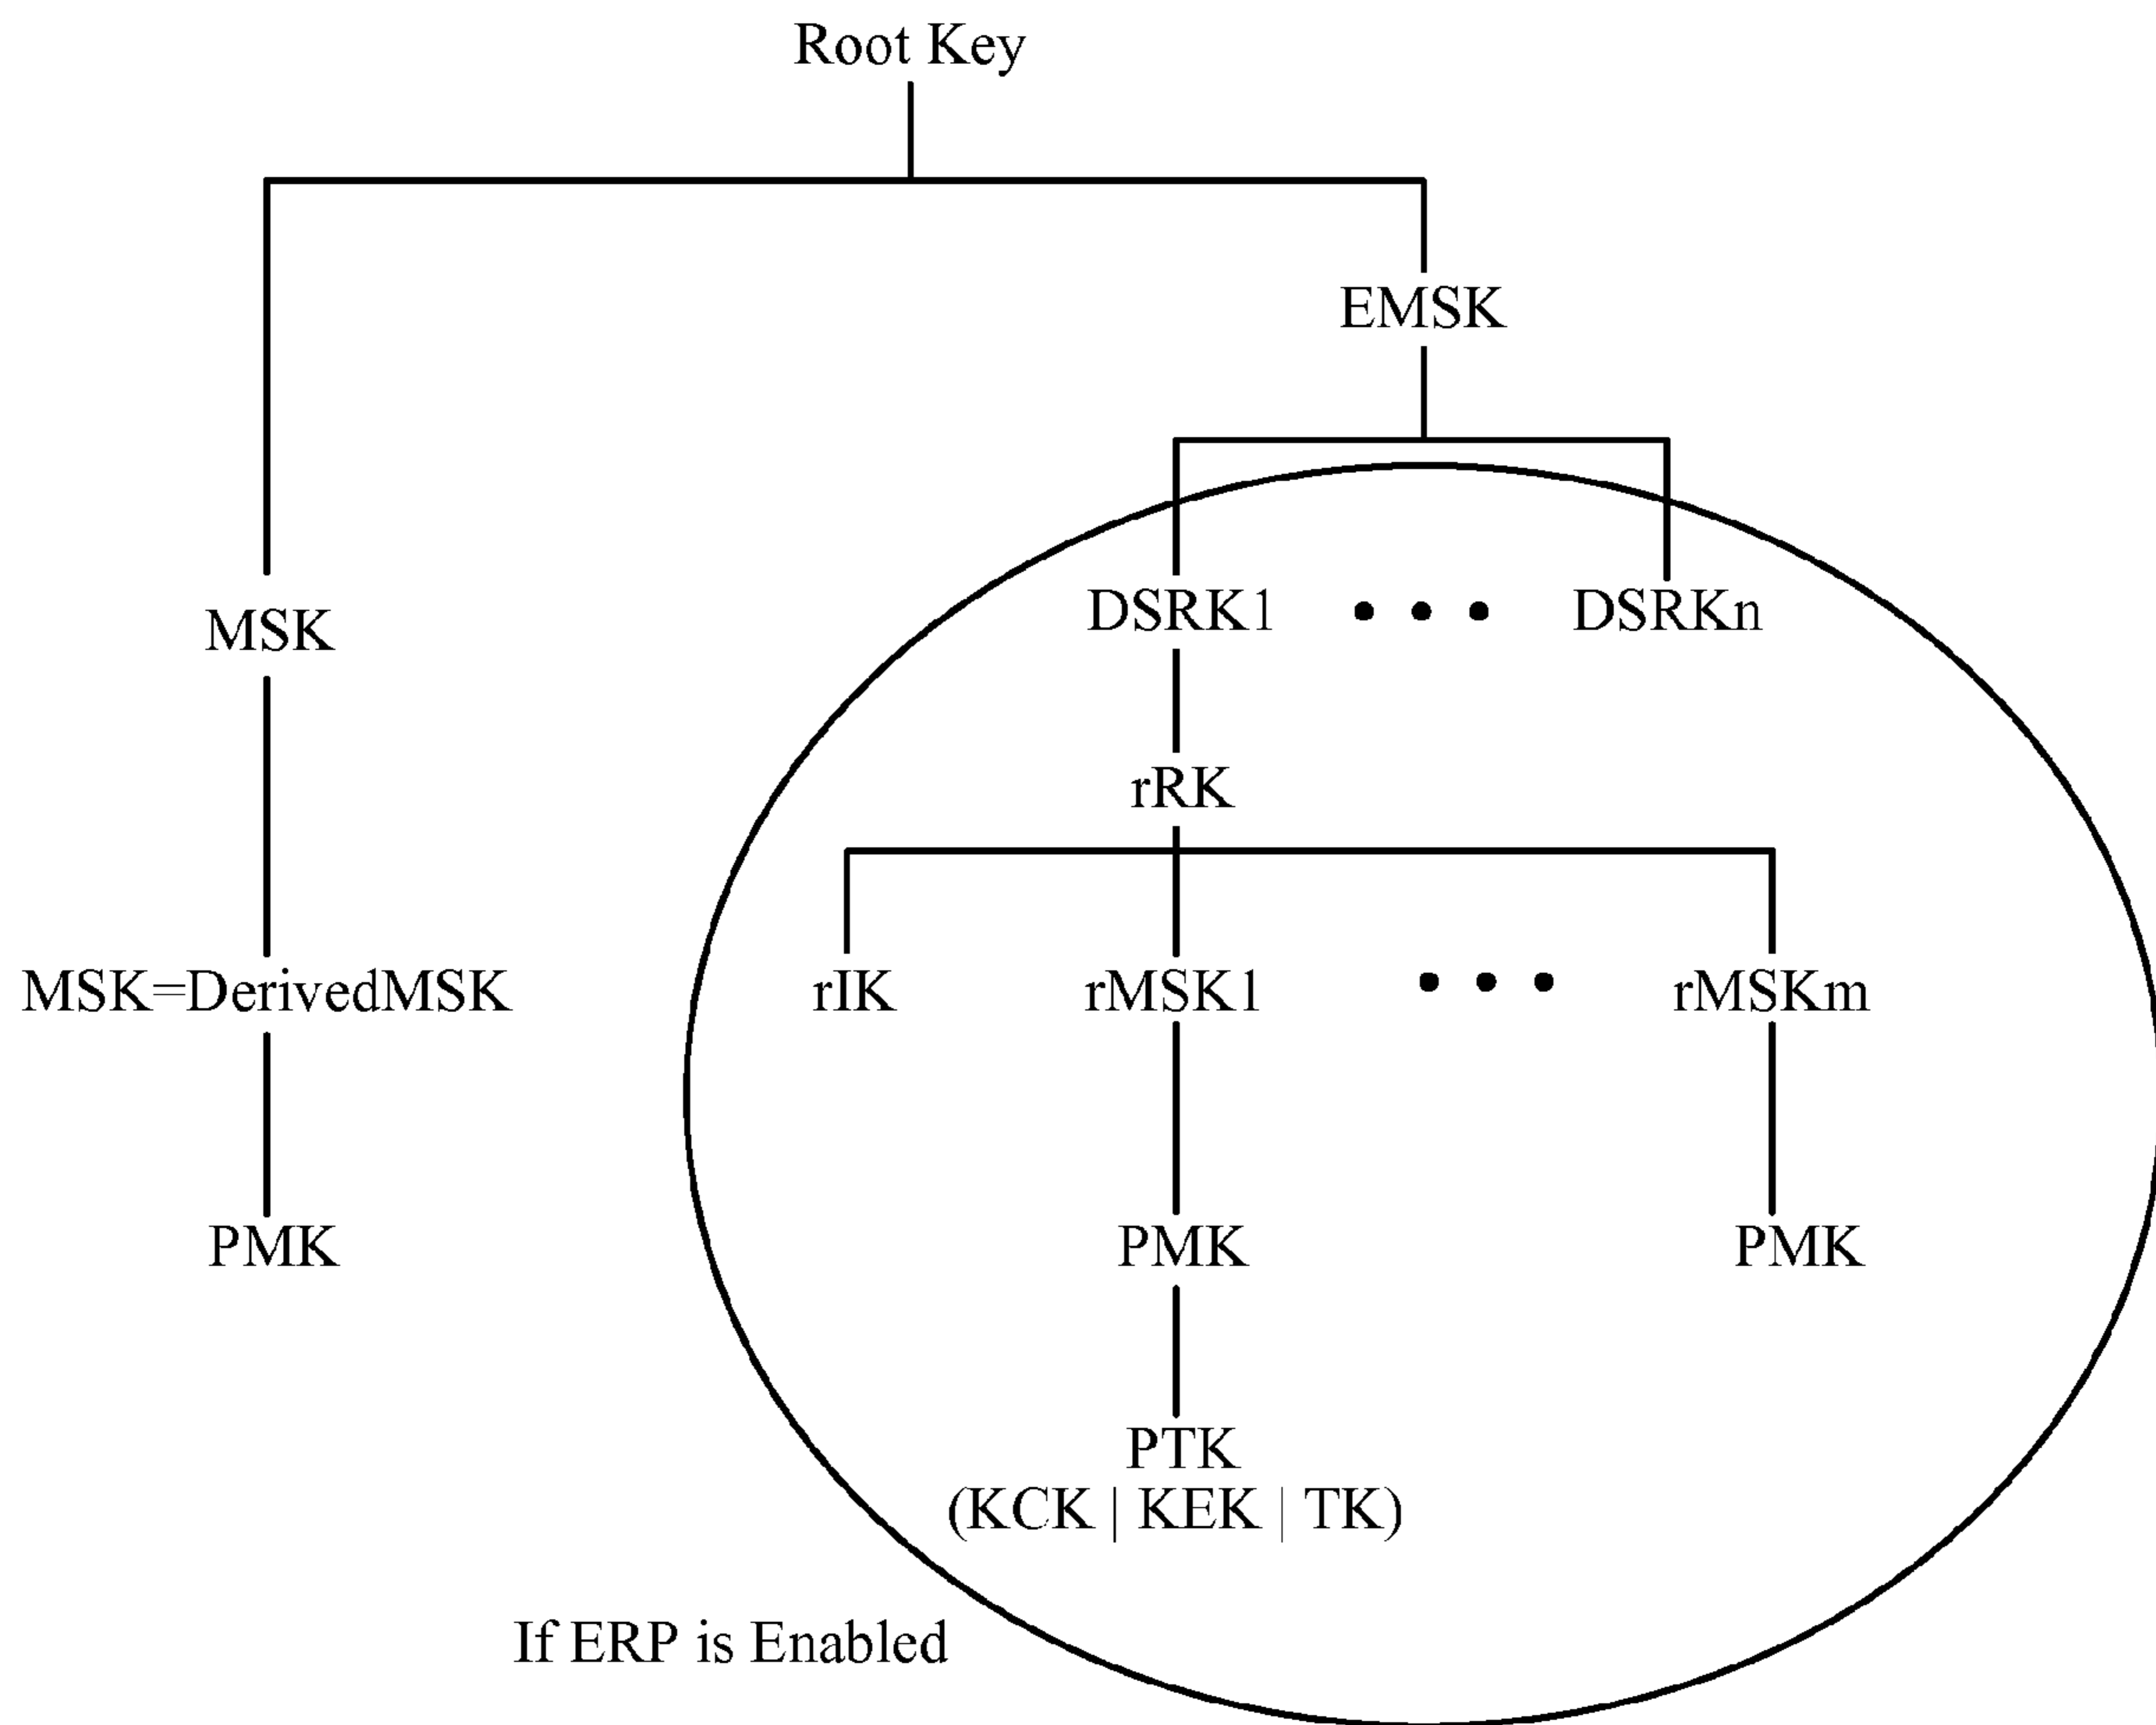 Root Key
EMSK
MSK
DSRK1 • • • DSRKn
rRK
MSK=DerivedMSK
rIK
rMSK1 • • • rMSKm
PMK
PMK
PMK
PTK
(KCK | KEK | TK)
If ERP is Enabled